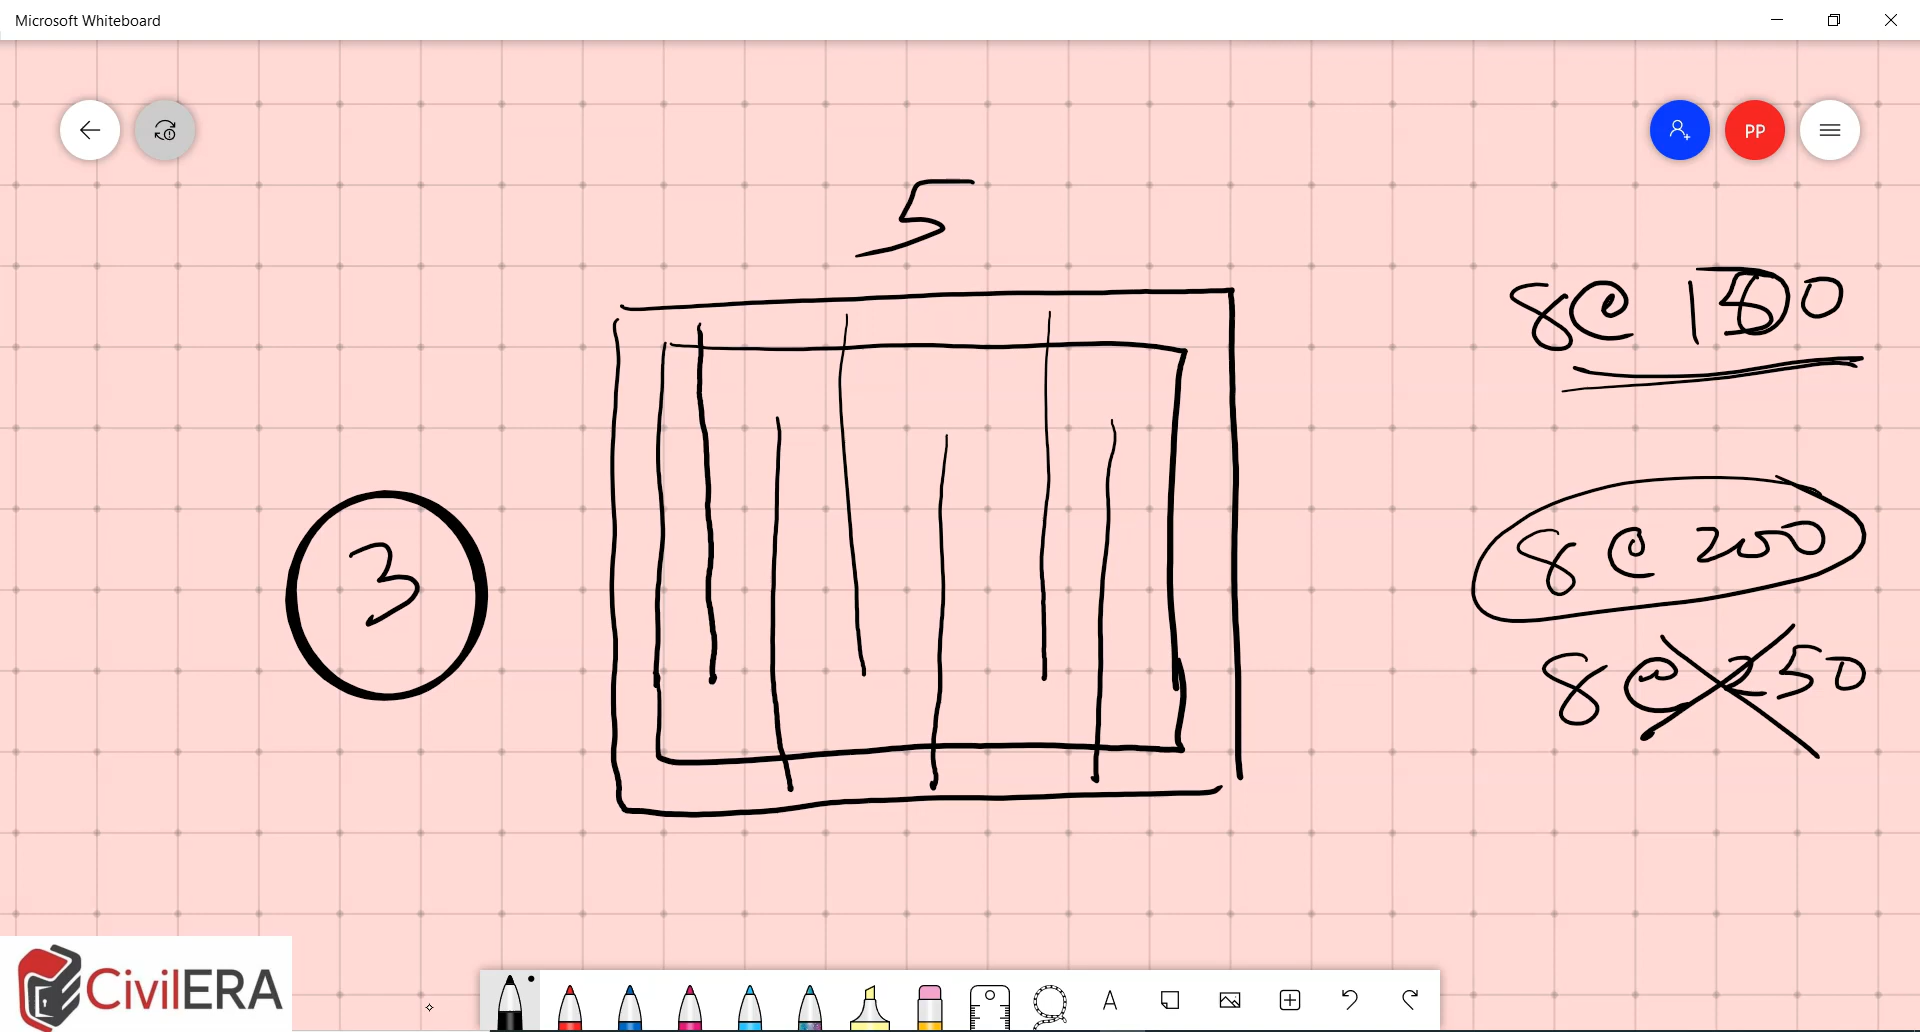 Microsoft Whiteboard
PP
5
8@ 150
3
8 @ 200
8 @ 250
CivilERA
A